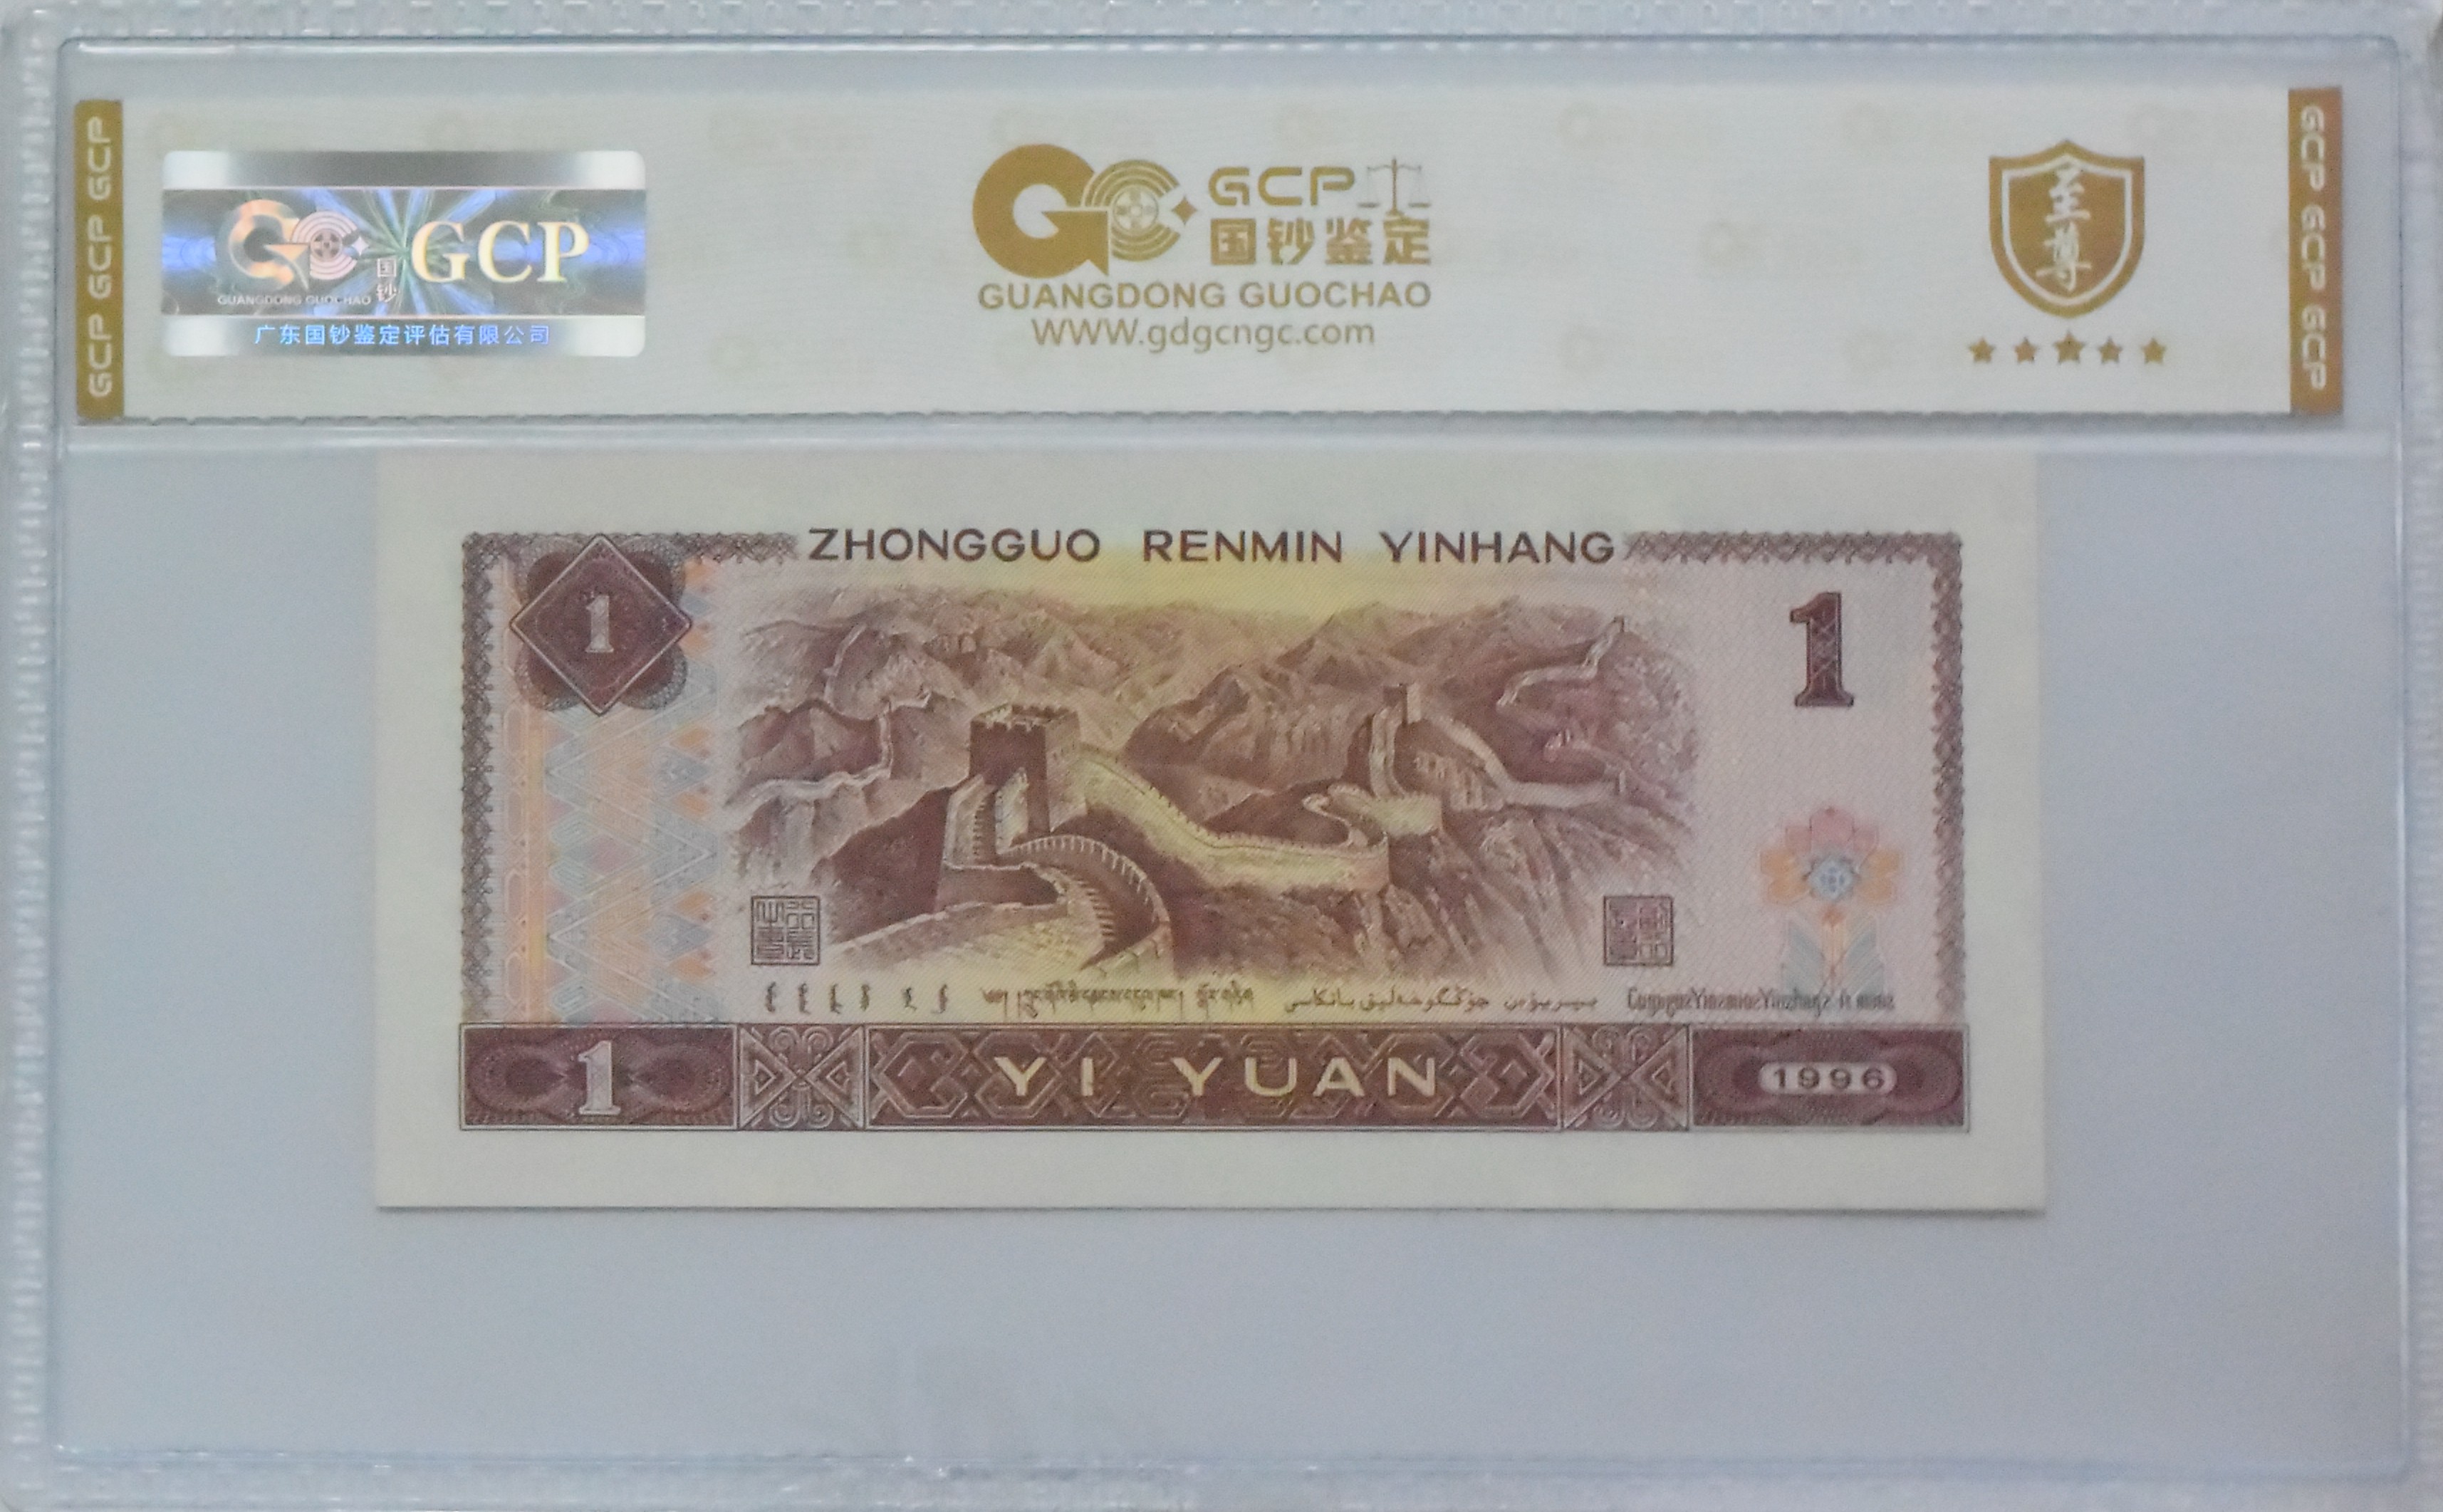 GCP GCP GCP
国钞
GCP
GUANGDONG GUOCHAO
广东国钞鉴定评估有限公司
GCP
国钞鉴定
GUANGDONG GUOCHAO
WWW.gdgcngc.com
至尊
GCP GCP GCP
ZHONGGUO RENMIN YINHANG
1
1
1
YI YUAN
1996